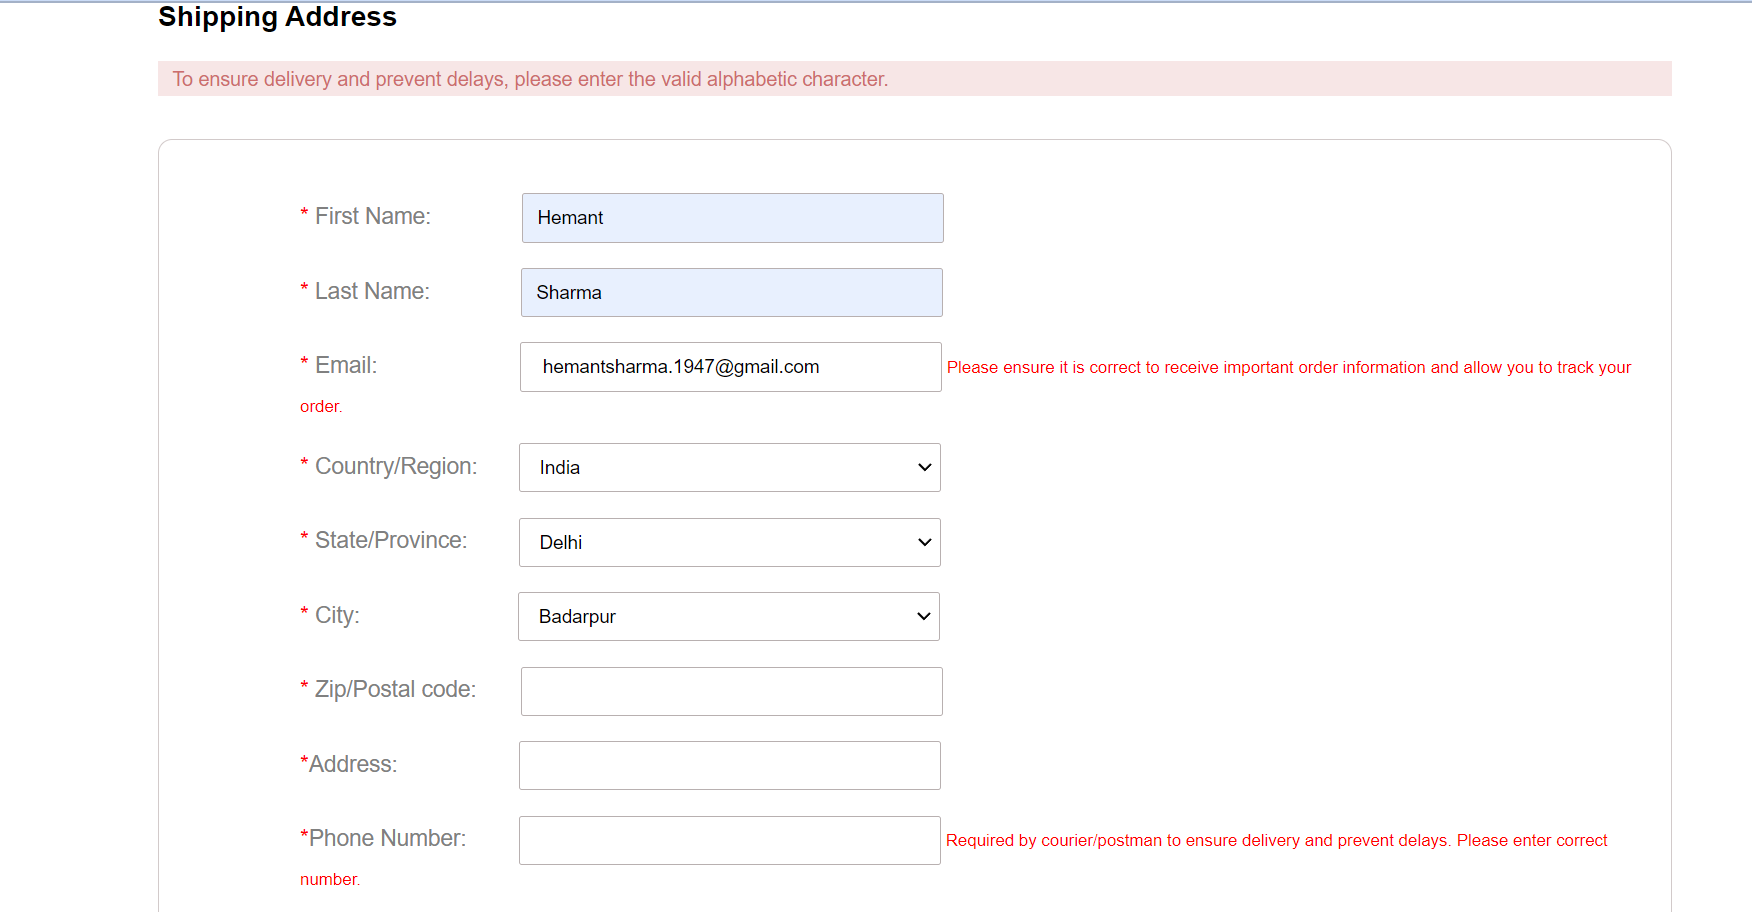 Shipping Address
To ensure delivery and prevent delays, please enter the valid alphabetic character.
* First Name: Hemant
* Last Name: Sharma
* Email: hemantsharma.1947@gmail.com Please ensure it is correct to receive important order information and allow you to track your
order.
* Country/Region: India
* State/Province: Delhi
* City: Badarpur
* Zip/Postal code:
*Address:
*Phone Number: Required by courier/postman to ensure delivery and prevent delays. Please enter correct
number.